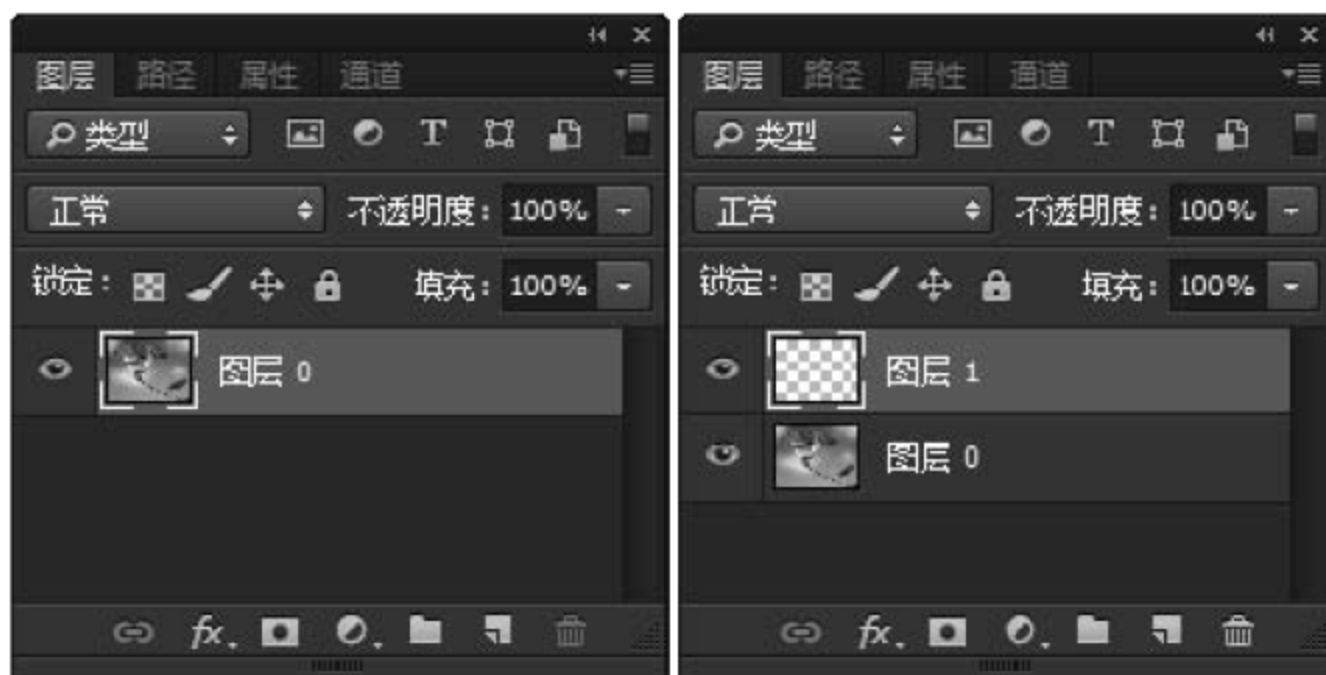 图层 路径 属性 通道
类型
正常 不透明度: 100%
锁定: 填充: 100%
图层 0
fx
图层 路径 属性 通道
类型
正常 不透明度: 100%
锁定: 填充: 100%
图层 1
图层 0
fx